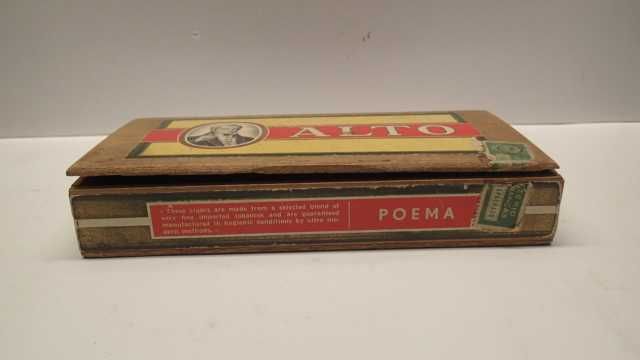 ALTO
- These cigars are made from a selected blend of
very fine imported tobaccos and are guaranteed
manufactured in hygienic conditions by ultra mo-
dern methods. -
POEMA